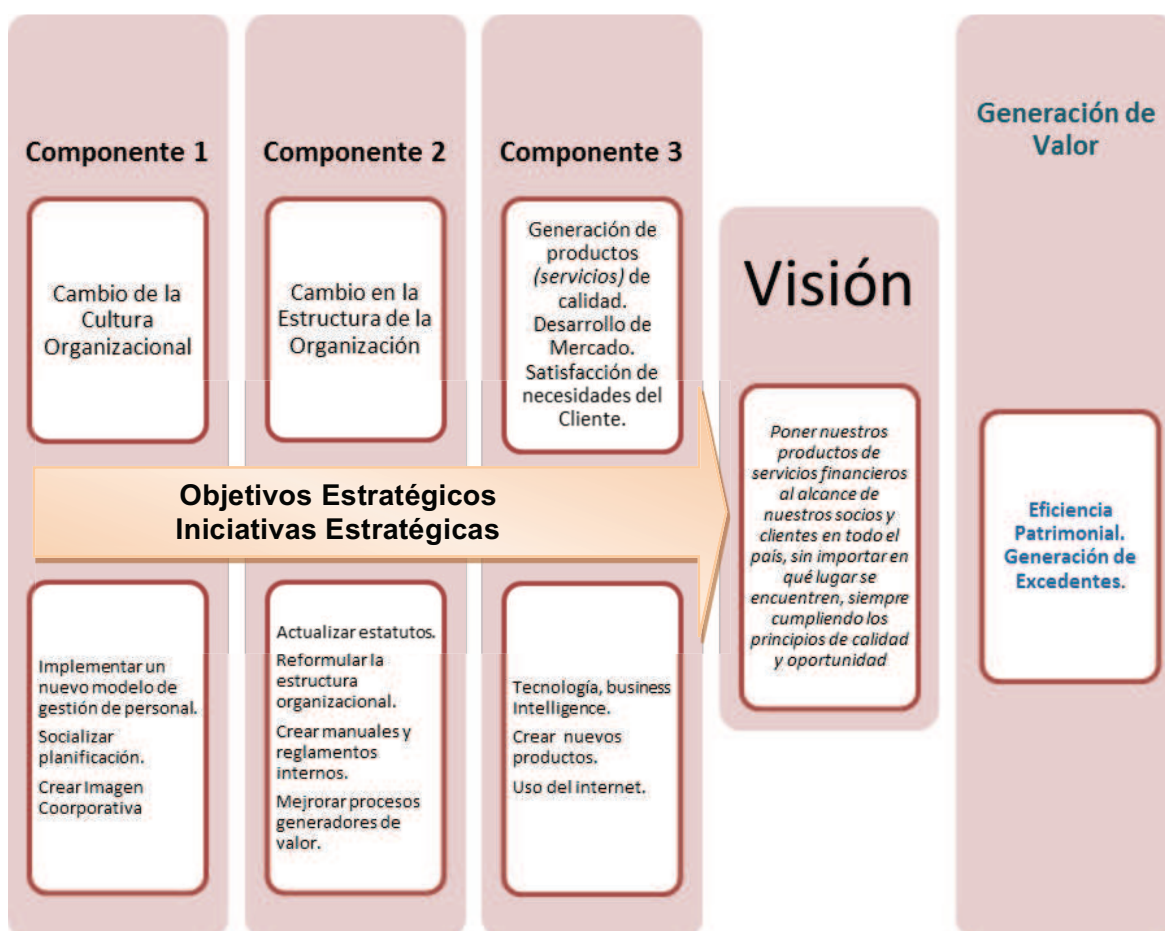 Componente 1
Cambio de la
Cultura
Organizacional
Componente 2
Cambio en la
Estructura de la
Organización
Componente 3
Generación de
productos
(servicios) de
calidad.
Desarrollo de
Mercado.
Satisfacción de
necesidades del
Cliente.
Objetivos Estratégicos
Iniciativas Estratégicas
Implementar un
nuevo modelo de
gestión de personal.
Socializar
planificación.
Crear Imagen
Coorporativa
Actualizar estatutos.
Reformular la
estructura
organizacional.
Crear manuales y
reglamentos
internos.
Mejrorar procesos
generadores de
valor.
Tecnología, business
Intelligence.
Crear nuevos
productos.
Uso del internet.
Visión
Poner nuestros
productos de
servicios financieros
al alcance de
nuestros socios y
clientes en todo el
país, sin importar en
qué lugar se
encuentren, siempre
cumpliendo los
principios de calidad
y oportunidad
Generación de
Valor
Eficiencia
Patrimonial.
Generación de
Excedentes.